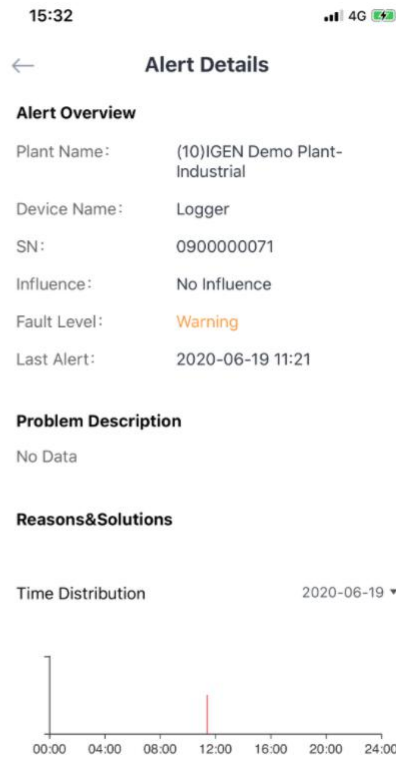 15:32 4G
Alert Details
Alert Overview
Plant Name: (10)IGEN Demo Plant-
Industrial
Device Name: Logger
SN: 0900000071
Influence: No Influence
Fault Level: Warning
Last Alert: 2020-06-19 11:21
Problem Description
No Data
Reasons&Solutions
Time Distribution 2020-06-19
00:00 04:00 08:00 12:00 16:00 20:00 24:00